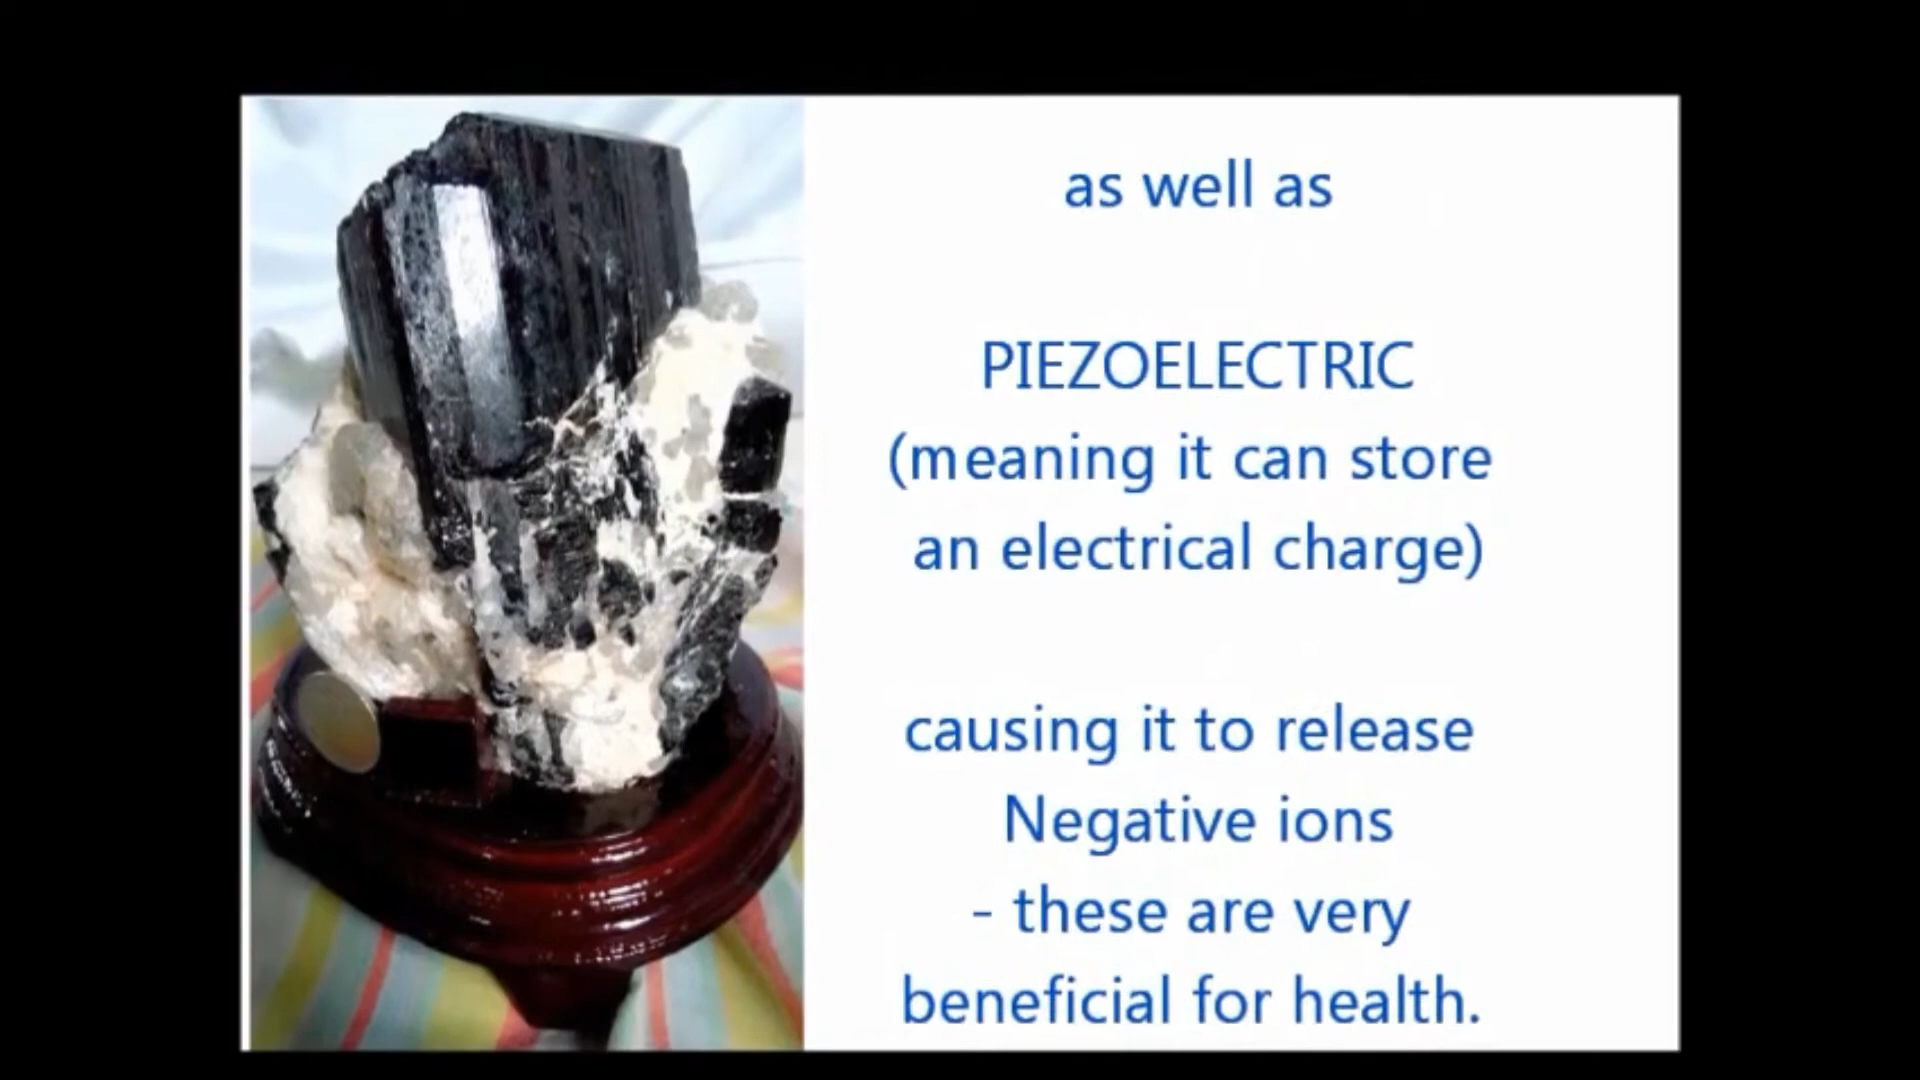 as well as
PIEZOELECTRIC
(meaning it can store
an electrical charge)
causing it to release
Negative ions
- these are very
beneficial for health.